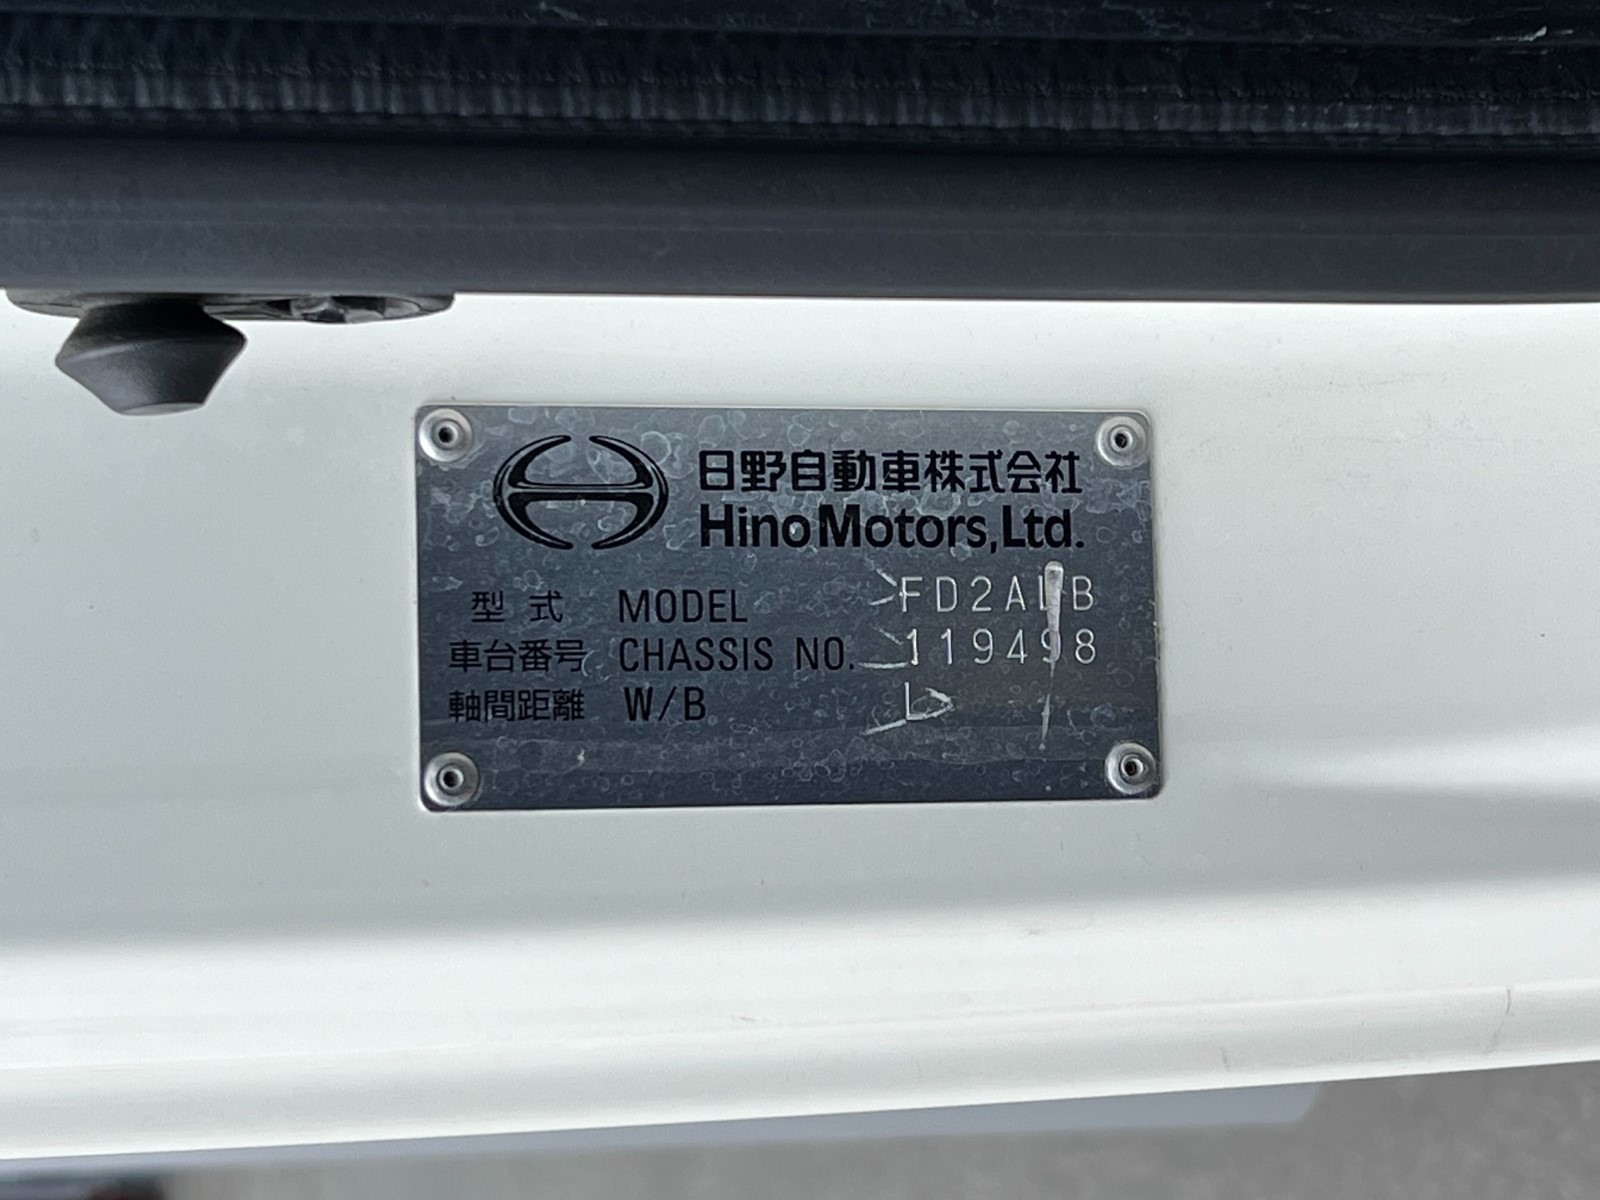 日野自動車株式会社
Hino Motors, Ltd.
型式 MODEL FD2ALB
車台番号 CHASSIS NO. 119498
軸間距離 W/B L